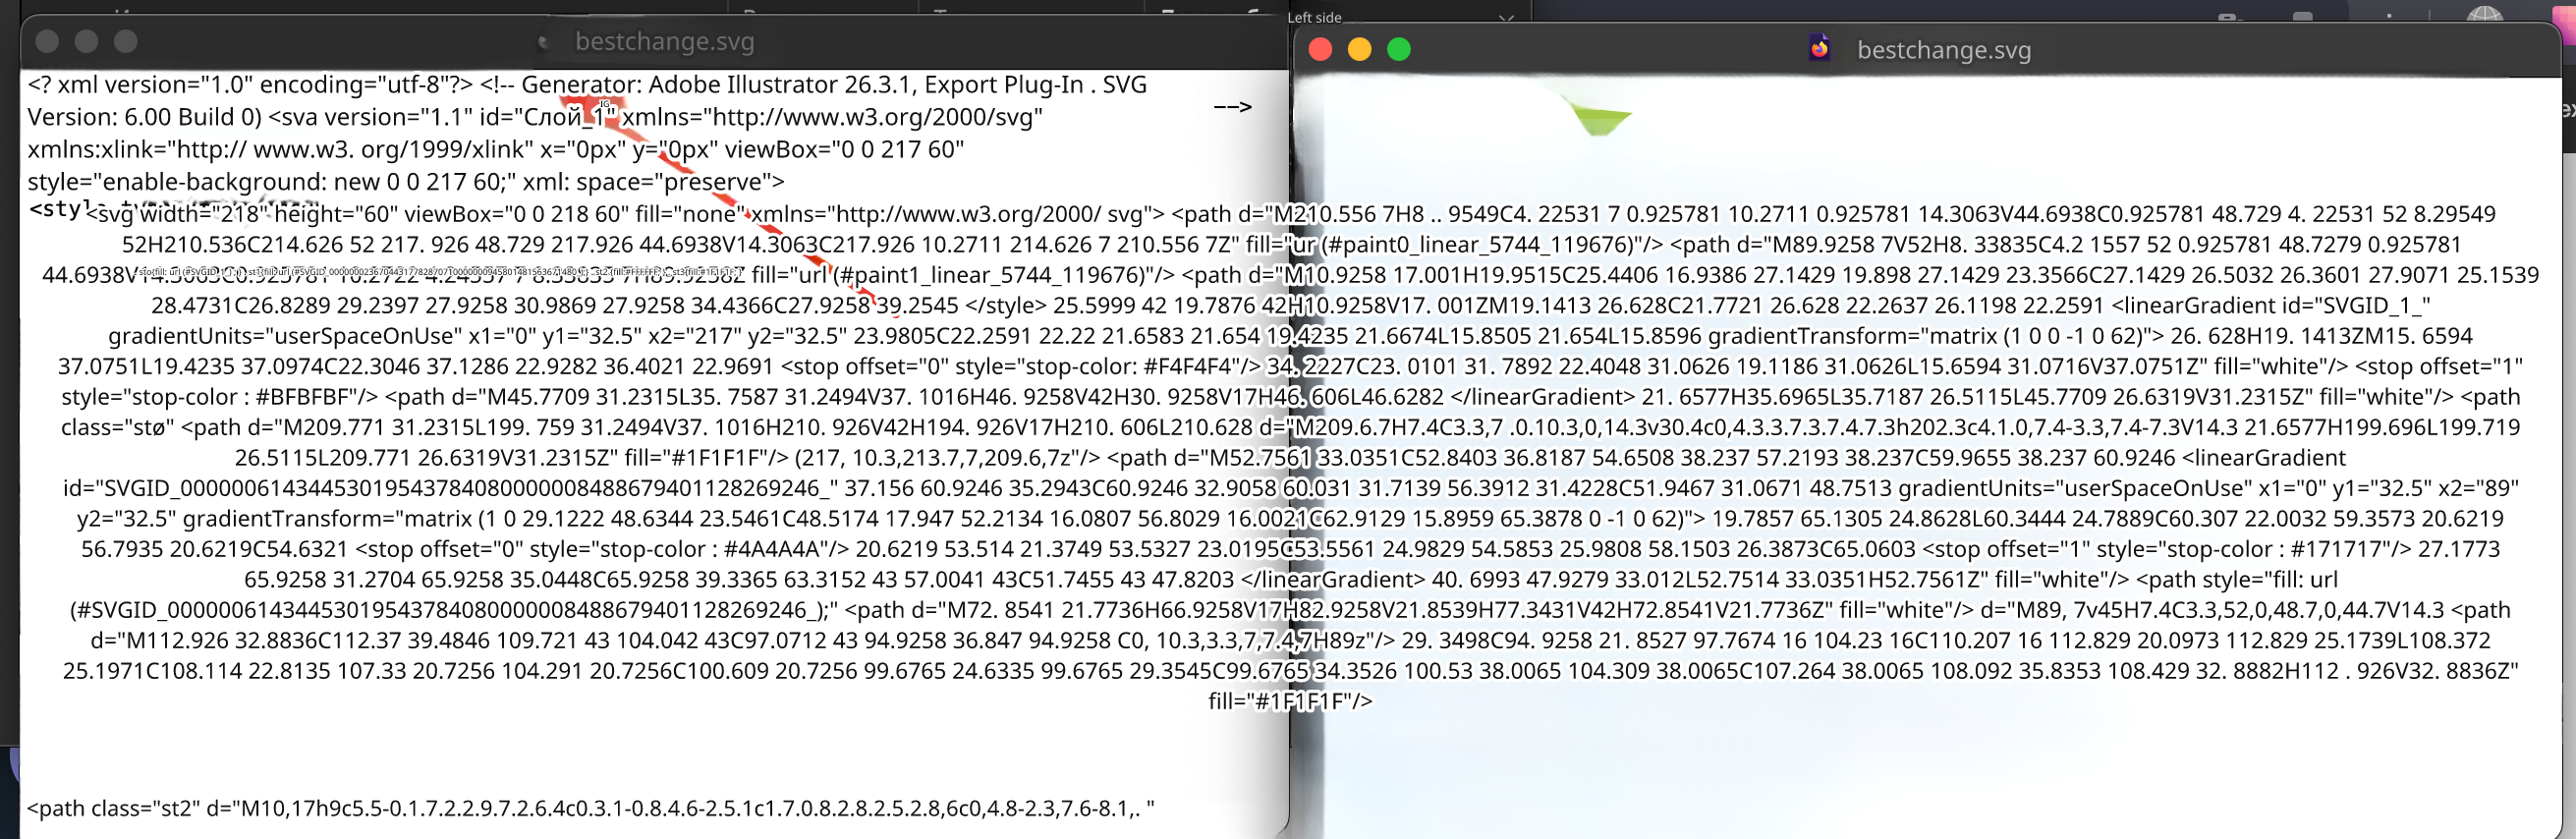 Left side
bestchange.svg
bestchange.svg
<? xml version="1.0" encoding="utf-8"?> <!-- Generator: Adobe Illustrator 26.3.1, Export Plug-In . SVG
-->
Version: 6.00 Build 0) <sva version="1.1" id="Слой_1" xmlns="http://www.w3.org/2000/svg"
xmlns:xlink="http:// www.w3. org/1999/xlink" x="0px" y="0px" viewBox="0 0 217 60"
style="enable-background: new 0 0 217 60;" xml: space="preserve">
<svg width="218" height="60" viewBox="0 0 218 60" fill="none" xmlns="http://www.w3.org/2000/ svg"> <path d="M210.556 7H8 .. 9549C4. 22531 7 0.925781 10.2711 0.925781 14.3063V44.6938C0.925781 48.729 4. 22531 52 8.29549
52H210.536C214.626 52 217. 926 48.729 217.926 44.6938V14.3063C217.926 10.2711 214.626 7 210.556 7Z" fill="ur (#paint0_linear_5744_119676)"/> <path d="M89.9258 7V52H8. 33835C4.2 1557 52 0.925781 48.7279 0.925781
fill="url (#paint1_linear_5744_119676)"/> <path d="M10.9258 17.001H19.9515C25.4406 16.9386 27.1429 19.898 27.1429 23.3566C27.1429 26.5032 26.3601 27.9071 25.1539
28.4731C26.8289 29.2397 27.9258 30.9869 27.9258 34.4366C27.9258 39.2545 </style> 25.5999 42 19.7876 42H10.9258V17. 001ZM19.1413 26.628C21.7721 26.628 22.2637 26.1198 22.2591 <linearGradient id="SVGID_1_"
gradientUnits="userSpaceOnUse" x1="0" y1="32.5" x2="217" y2="32.5" 23.9805C22.2591 22.22 21.6583 21.654 19.4235 21.6674L15.8505 21.654L15.8596 gradientTransform="matrix (1 0 0 -1 0 62)"> 26. 628H19. 1413ZM15. 6594
37.0751L19.4235 37.0974C22.3046 37.1286 22.9282 36.4021 22.9691 <stop offset="0" style="stop-color: #F4F4F4"/> 34. 2227C23. 0101 31. 7892 22.4048 31.0626 19.1186 31.0626L15.6594 31.0716V37.0751Z" fill="white"/> <stop offset="1"
style="stop-color : #BFBFBF"/> <path d="M45.7709 31.2315L35. 7587 31.2494V37. 1016H46. 9258V42H30. 9258V17H46. 606L46.6282 </linearGradient> 21. 6577H35.6965L35.7187 26.5115L45.7709 26.6319V31.2315Z" fill="white"/> <path
class="stø" <path d="M209.771 31.2315L199. 759 31.2494V37. 1016H210. 926V42H194. 926V17H210. 606L210.628 d="M209.6.7H7.4C3.3,7 .0.10.3,0,14.3v30.4c0,4.3.3.7.3.7.4.7.3h202.3c4.1.0,7.4-3.3,7.4-7.3V14.3 21.6577H199.696L199.719
26.5115L209.771 26.6319V31.2315Z" fill="#1F1F1F"/> (217, 10.3,213.7,7,209.6,7z"/> <path d="M52.7561 33.0351C52.8403 36.8187 54.6508 38.237 57.2193 38.237C59.9655 38.237 60.9246 <linearGradient
id="SVGID_00000061434453019543784080000008488679401128269246_" 37.156 60.9246 35.2943C60.9246 32.9058 60.031 31.7139 56.3912 31.4228C51.9467 31.0671 48.7513 gradientUnits="userSpaceOnUse" x1="0" y1="32.5" x2="89"
y2="32.5" gradientTransform="matrix (1 0 29.1222 48.6344 23.5461C48.5174 17.947 52.2134 16.0807 56.8029 16.0021C62.9129 15.8959 65.3878 0 -1 0 62)"> 19.7857 65.1305 24.8628L60.3444 24.7889C60.307 22.0032 59.3573 20.6219
56.7935 20.6219C54.6321 <stop offset="0" style="stop-color : #4A4A4A"/> 20.6219 53.514 21.3749 53.5327 23.0195C53.5561 24.9829 54.5853 25.9808 58.1503 26.3873C65.0603 <stop offset="1" style="stop-color : #171717"/> 27.1773
65.9258 31.2704 65.9258 35.0448C65.9258 39.3365 63.3152 43 57.0041 43C51.7455 43 47.8203 </linearGradient> 40. 6993 47.9279 33.012L52.7514 33.0351H52.7561Z" fill="white"/> <path style="fill: url
(#SVGID_00000061434453019543784080000008488679401128269246_);" <path d="M72. 8541 21.7736H66.9258V17H82.9258V21.8539H77.3431V42H72.8541V21.7736Z" fill="white"/> d="M89, 7v45H7.4C3.3,52,0,48.7,0,44.7V14.3 <path
d="M112.926 32.8836C112.37 39.4846 109.721 43 104.042 43C97.0712 43 94.9258 36.847 94.9258 C0, 10.3,3.3,7,7.4,7H89z"/> 29. 3498C94. 9258 21. 8527 97.7674 16 104.23 16C110.207 16 112.829 20.0973 112.829 25.1739L108.372
25.1971C108.114 22.8135 107.33 20.7256 104.291 20.7256C100.609 20.7256 99.6765 24.6335 99.6765 29.3545C99.6765 34.3526 100.53 38.0065 104.309 38.0065C107.264 38.0065 108.092 35.8353 108.429 32. 8882H112 . 926V32. 8836Z"
fill="#1F1F1F"/>
<path class="st2" d="M10,17h9c5.5-0.1.7.2.2.9.7.2.6.4c0.3.1-0.8.4.6-2.5.1c1.7.0.8.2.8.2.5.2.8,6c0,4.8-2.3,7.6-8.1,. "